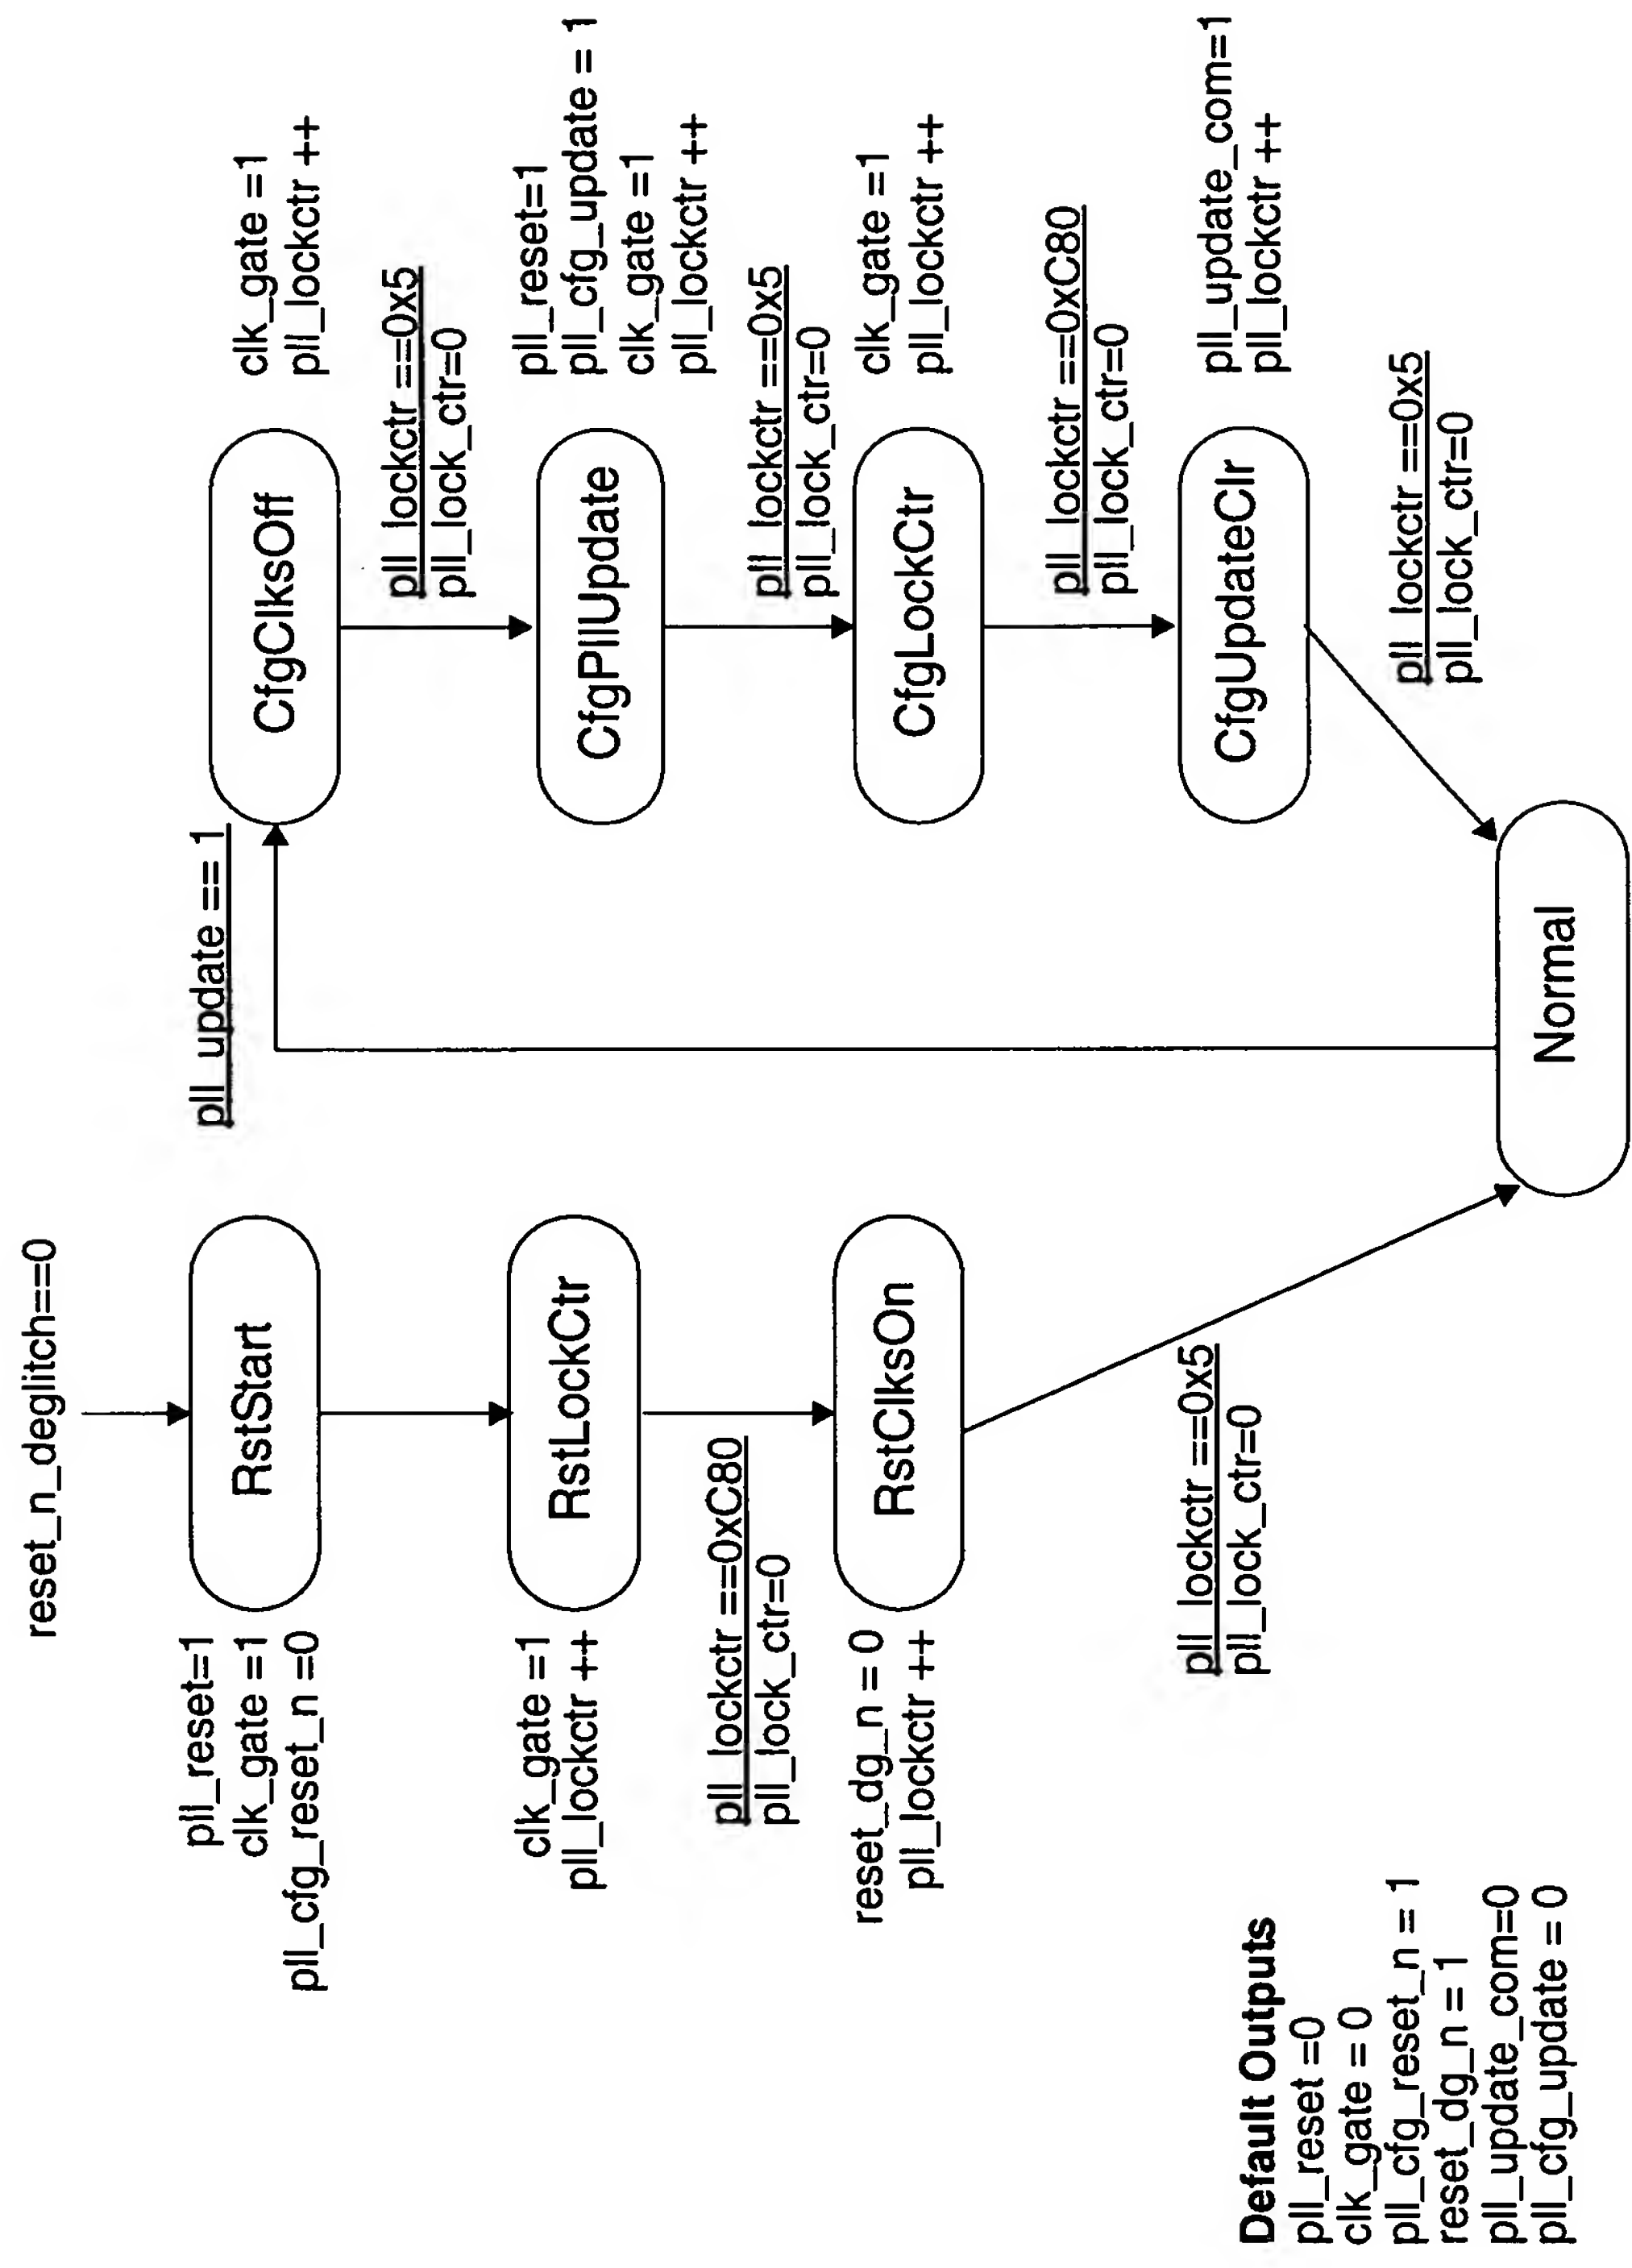 reset_n_deglitch==0
pll_reset=1
clk_gate =1
pll_cfg_reset_n =0
RstStart
clk_gate =1
pll_lockctr ++
RstLockCtr
pll_lockctr ==0xC80
pll_lock_ctr=0
reset_dg_n = 0
pll_lockctr ++
RstClksOn
pll_lockctr ==0x5
pll_lock_ctr=0
pll_update == 1
CfgClksOff
clk_gate =1
pll_lockctr ++
pll_lockctr ==0x5
pll_lock_ctr=0
CfgPllUpdate
pll_reset=1
pll_cfg_update = 1
clk_gate =1
pll_lockctr ++
pll_lockctr ==0x5
pll_lock_ctr=0
CfgLockCtr
clk_gate =1
pll_lockctr ++
pll_lockctr ==0xC80
pll_lock_ctr=0
CfgUpdateClr
pll_update_com=1
pll_lockctr ++
pll_lockctr ==0x5
pll_lock_ctr=0
Normal
Default Outputs
pll_reset =0
clk_gate = 0
pll_cfg_reset_n = 1
reset_dg_n = 1
pll_update_com=0
pll_cfg_update = 0